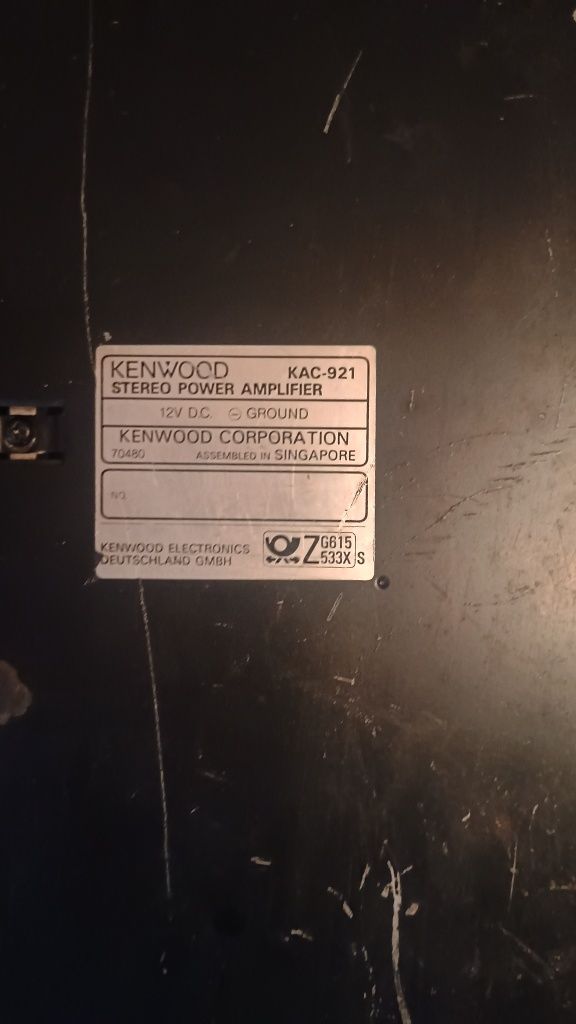 KENWOOD KAC-921
STEREO POWER AMPLIFIER
12V D.C. ⊖ GROUND
KENWOOD CORPORATION
70480 ASSEMBLED IN SINGAPORE
NO.
KENWOOD ELECTRONICS
DEUTSCHLAND GMBH
Z G615
533X S